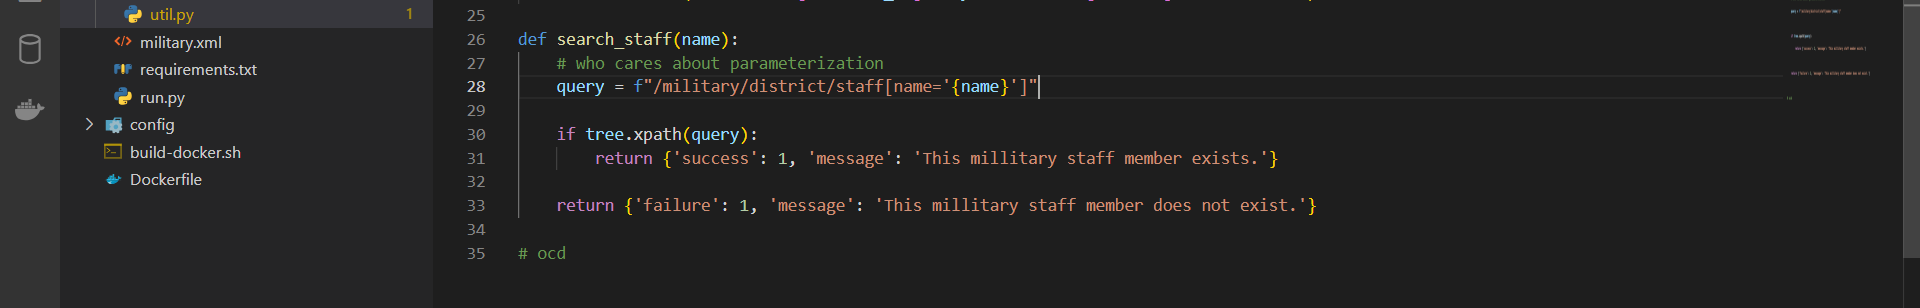 util.py 1
military.xml
requirements.txt
run.py
config
build-docker.sh
Dockerfile
25
26 def search_staff(name):
27 # who cares about parameterization
28 query = f"/military/district/staff[name='{name}']"
29
30 if tree.xpath(query):
31 return {'success': 1, 'message': 'This millitary staff member exists.'}
32
33 return {'failure': 1, 'message': 'This millitary staff member does not exist.'}
34
35 # ocd